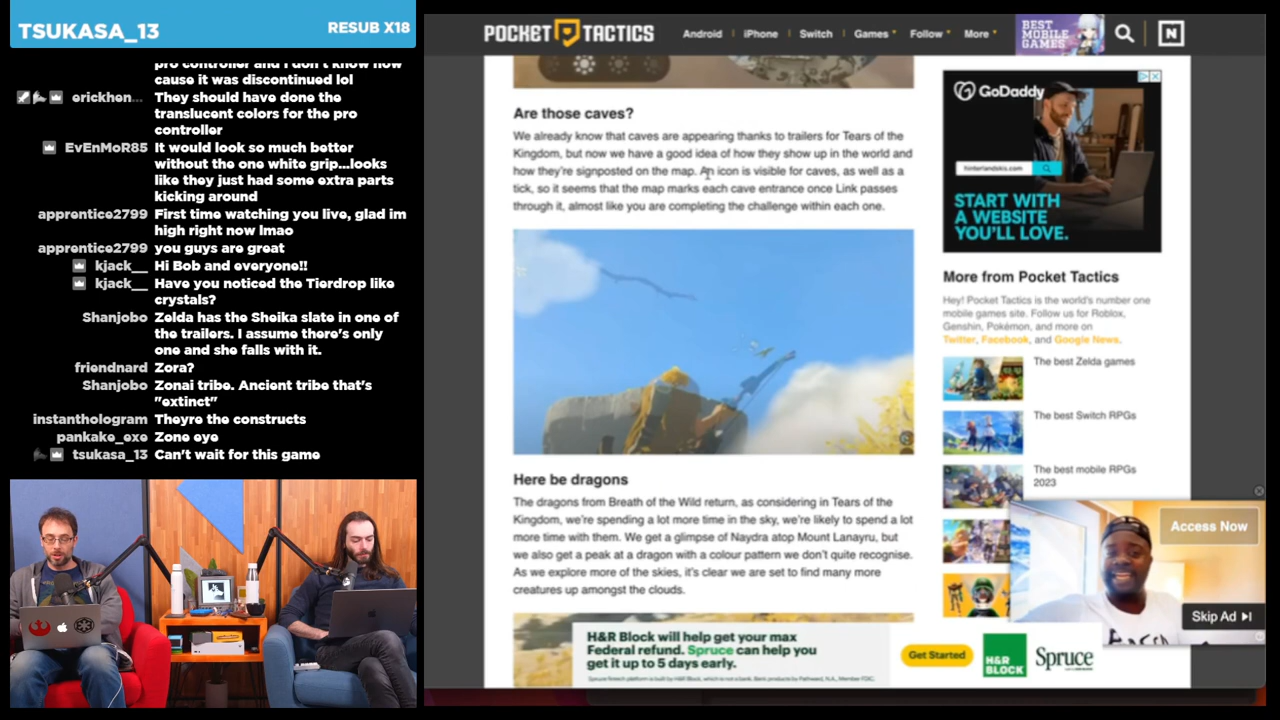 TSUKASA_13
RESUB X18
pro controller and I don't know how
cause it was discontinued lol
erickhen... They should have done the
translucent colors for the pro
controller
EvEnMoR85 It would look so much better
without the one white grip...looks
like they just had some extra parts
kicking around
apprentice2799 First time watching you live, glad im
high right now lmao
apprentice2799 you guys are great
kjack__ Hi Bob and everyone!!
kjack__ Have you noticed the Tierdrop like
crystals?
Shanjobo Zelda has the Sheika slate in one of
the trailers. I assume there's only
one and she falls with it.
friendnard Zora?
Shanjobo Zonai tribe. Ancient tribe that's
"extinct"
instanthologram Theyre the constructs
pankake_exe Zone eye
tsukasa_13 Can't wait for this game
POCKET TACTICS
Android
iPhone
Switch
Games
Follow
More
BEST
MOBILE
GAMES
N
Are those caves?
We already know that caves are appearing thanks to trailers for Tears of the
Kingdom, but now we have a good idea of how they show up in the world and
how they're signposted on the map. An icon is visible for caves, as well as a
tick, so it seems that the map marks each cave entrance once Link passes
through it, almost like you are completing the challenge within each one.
Here be dragons
The dragons from Breath of the Wild return, as considering in Tears of the
Kingdom, we're spending a lot more time in the sky, we're likely to spend a lot
more time with them. We get a glimpse of Naydra atop Mount Lanayru, but
we also get a peak at a dragon with a colour pattern we don't quite recognise.
As we explore more of the skies, it's clear we are set to find many more
creatures up amongst the clouds.
GoDaddy
START WITH
A WEBSITE
YOU'LL LOVE.
More from Pocket Tactics
Hey! Pocket Tactics is the world's number one
mobile games site. Follow us for Roblox,
Genshin, Pokémon, and more on
Twitter, Facebook, and Google News.
The best Zelda games
The best Switch RPGs
The best mobile RPGs
2023
Access Now
Skip Ad
H&R Block will help get your max
Federal refund. Spruce can help you
get it up to 5 days early.
Get Started
H&R
BLOCK
Spruce